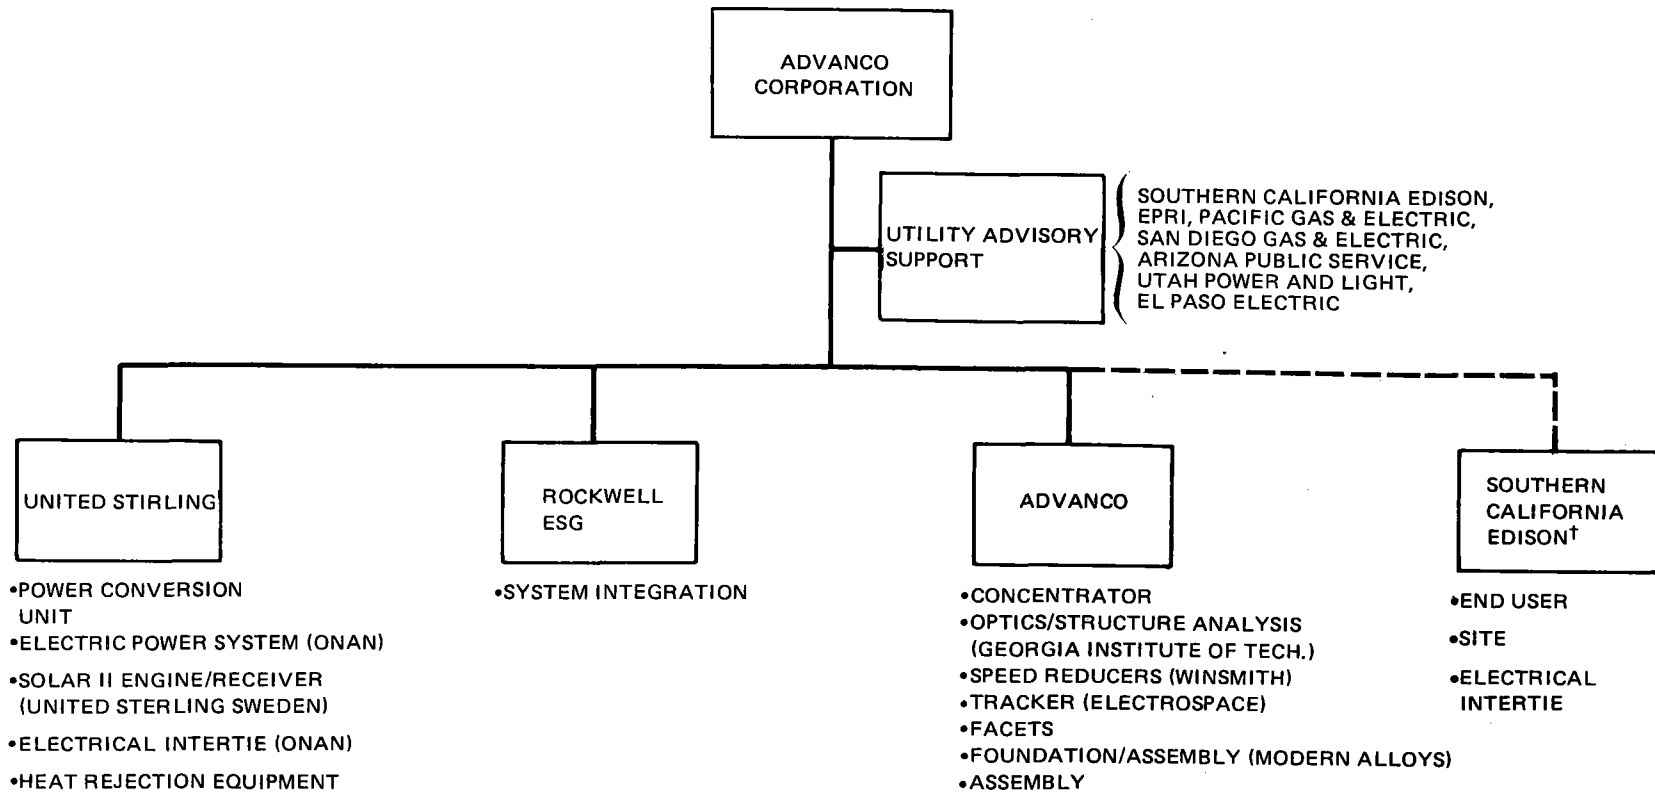 ADVANCO
CORPORATION
UTILITY ADVISORY
SUPPORT
SOUTHERN CALIFORNIA EDISON,
EPRI, PACIFIC GAS & ELECTRIC,
SAN DIEGO GAS & ELECTRIC,
ARIZONA PUBLIC SERVICE,
UTAH POWER AND LIGHT,
EL PASO ELECTRIC
UNITED STIRLING
•POWER CONVERSION
UNIT
•ELECTRIC POWER SYSTEM (ONAN)
•SOLAR II ENGINE/RECEIVER
(UNITED STERLING SWEDEN)
•ELECTRICAL INTERTIE (ONAN)
•HEAT REJECTION EQUIPMENT
ROCKWELL
ESG
•SYSTEM INTEGRATION
ADVANCO
•CONCENTRATOR
•OPTICS/STRUCTURE ANALYSIS
(GEORGIA INSTITUTE OF TECH.)
•SPEED REDUCERS (WINSMITH)
•TRACKER (ELECTROSPACE)
•FACETS
•FOUNDATION/ASSEMBLY (MODERN ALLOYS)
•ASSEMBLY
SOUTHERN
CALIFORNIA
EDISON†
•END USER
•SITE
•ELECTRICAL
INTERTIE